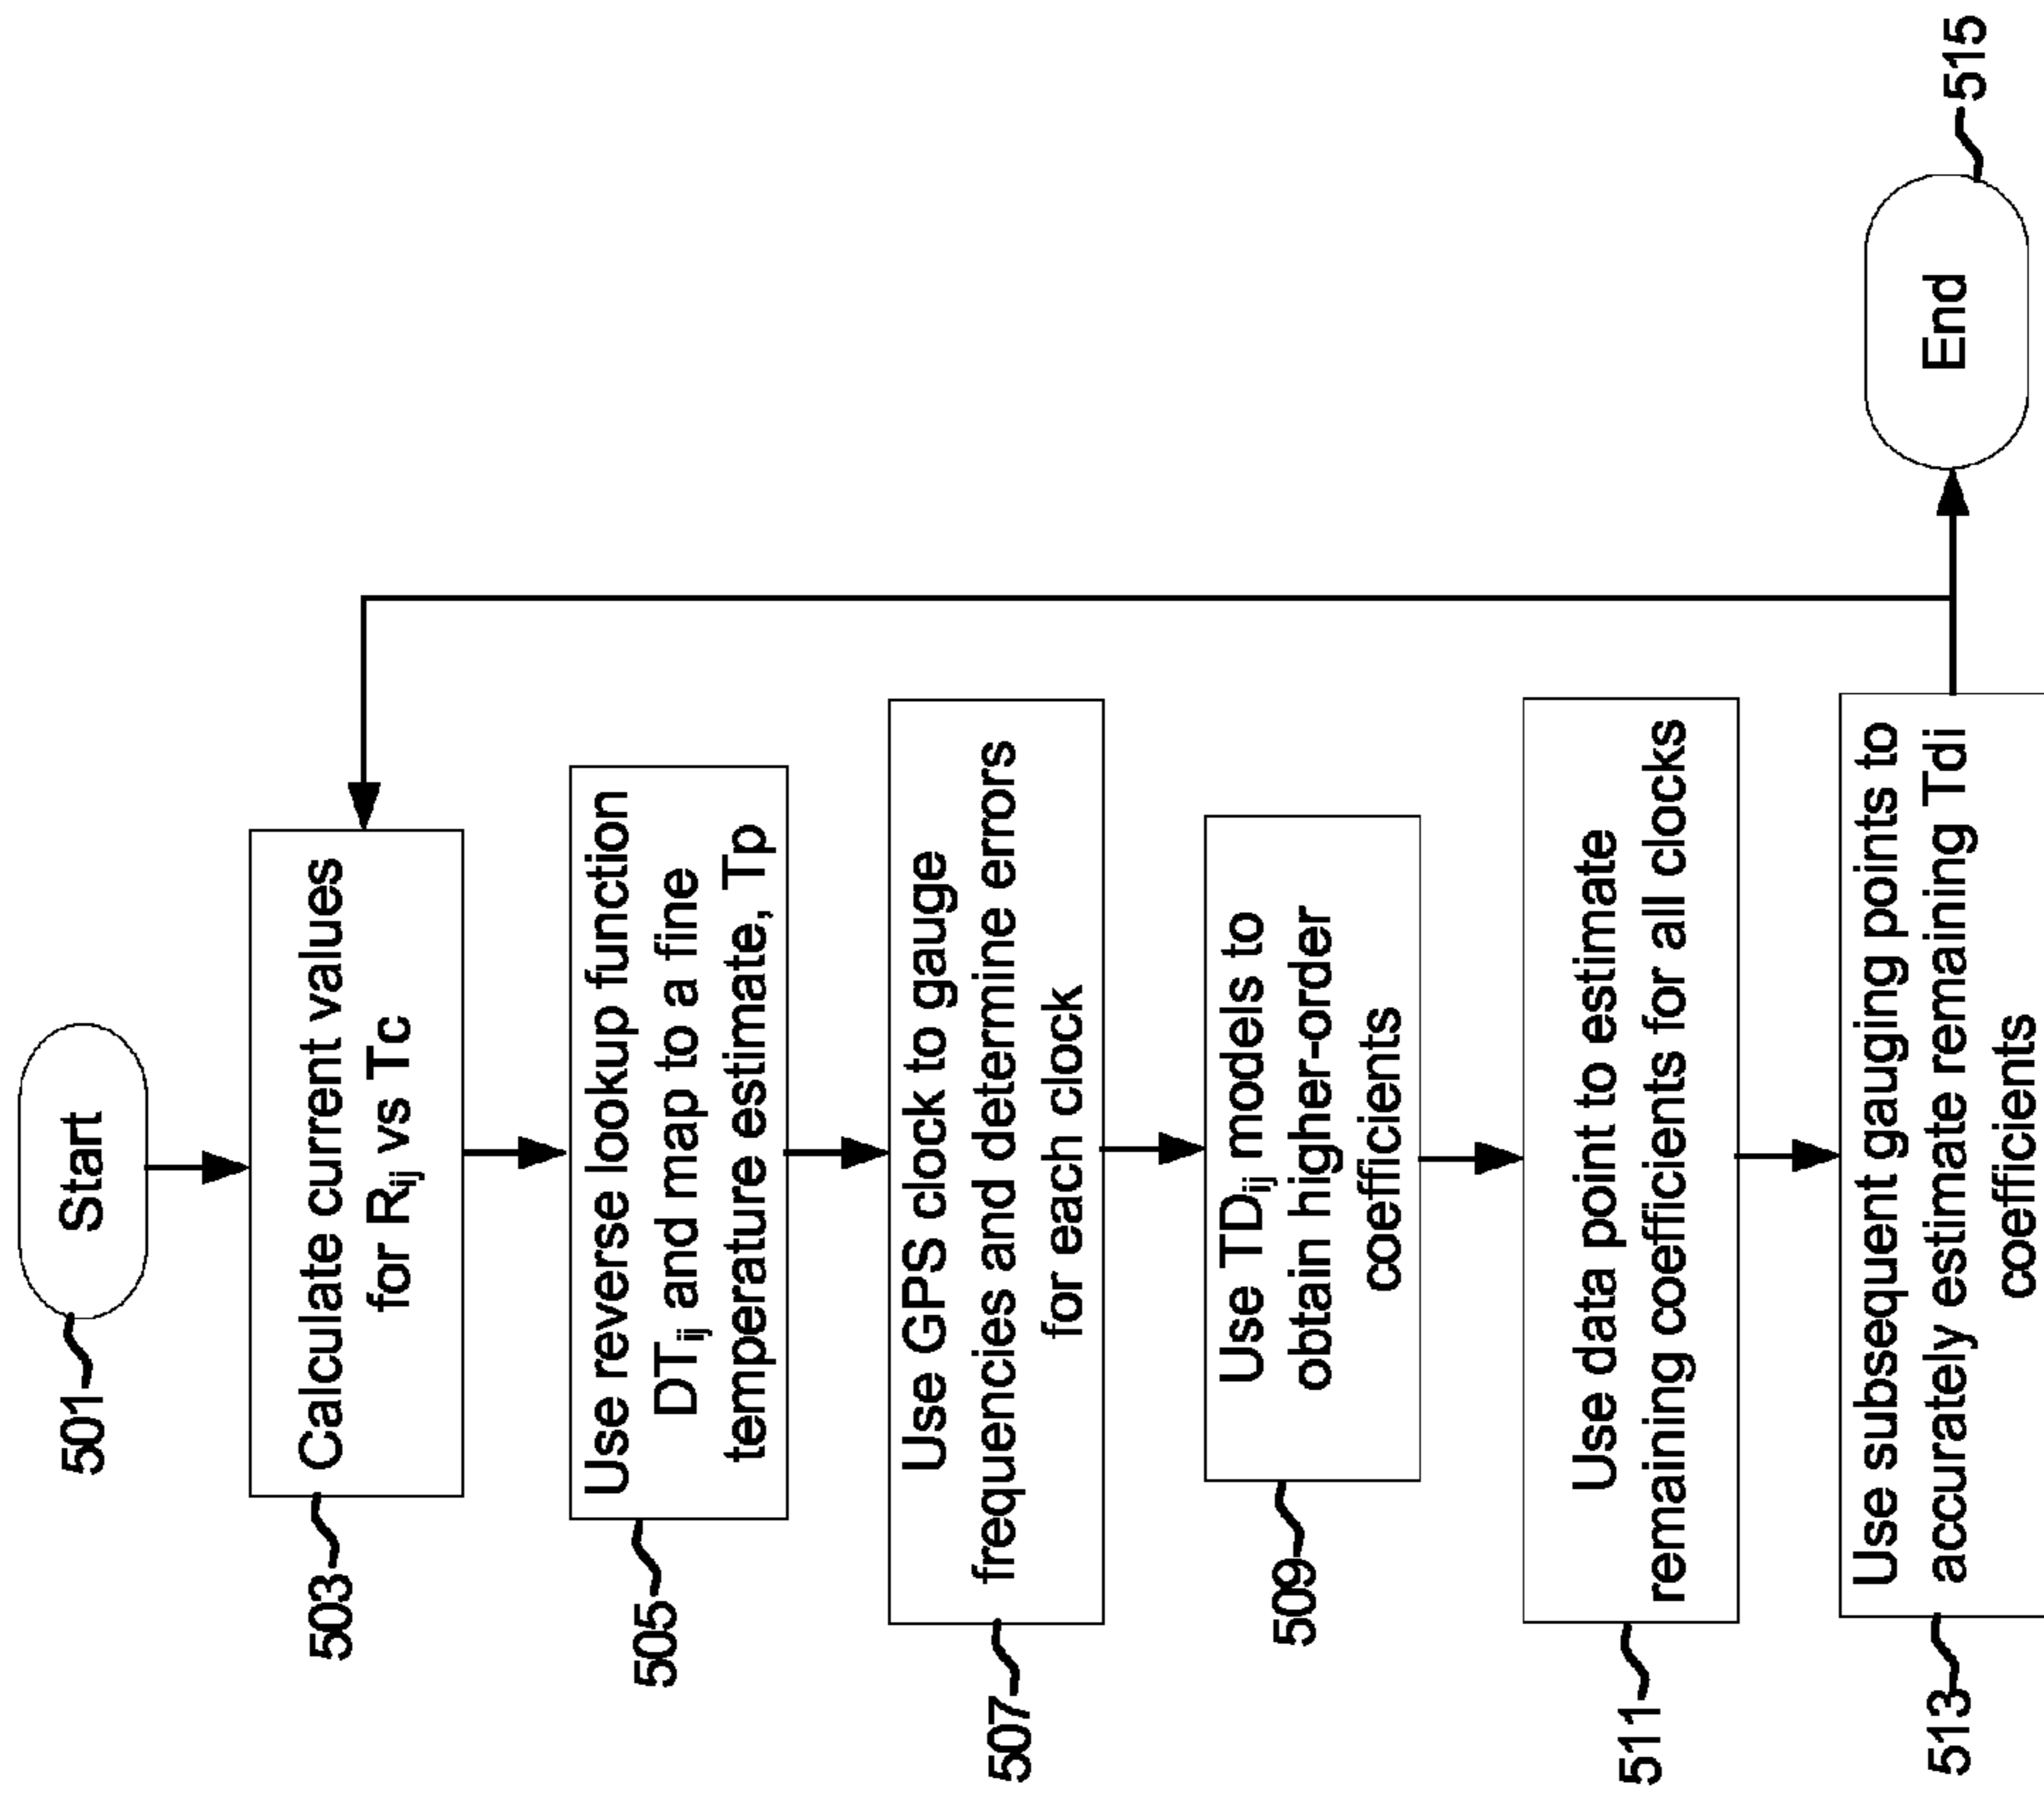 Start
501
Calculate current values
for Rij vs Tc
503
Use reverse lookup function
DTij and map to a fine
temperature estimate, Tp
505
Use GPS clock to gauge
frequencies and determine errors
for each clock
507
Use TDij models to
obtain higher-order
coefficients
509
Use data point to estimate
remaining coefficients for all clocks
511
Use subsequent gauging points to
accurately estimate remaining Tdi
coefficients
513
End
515